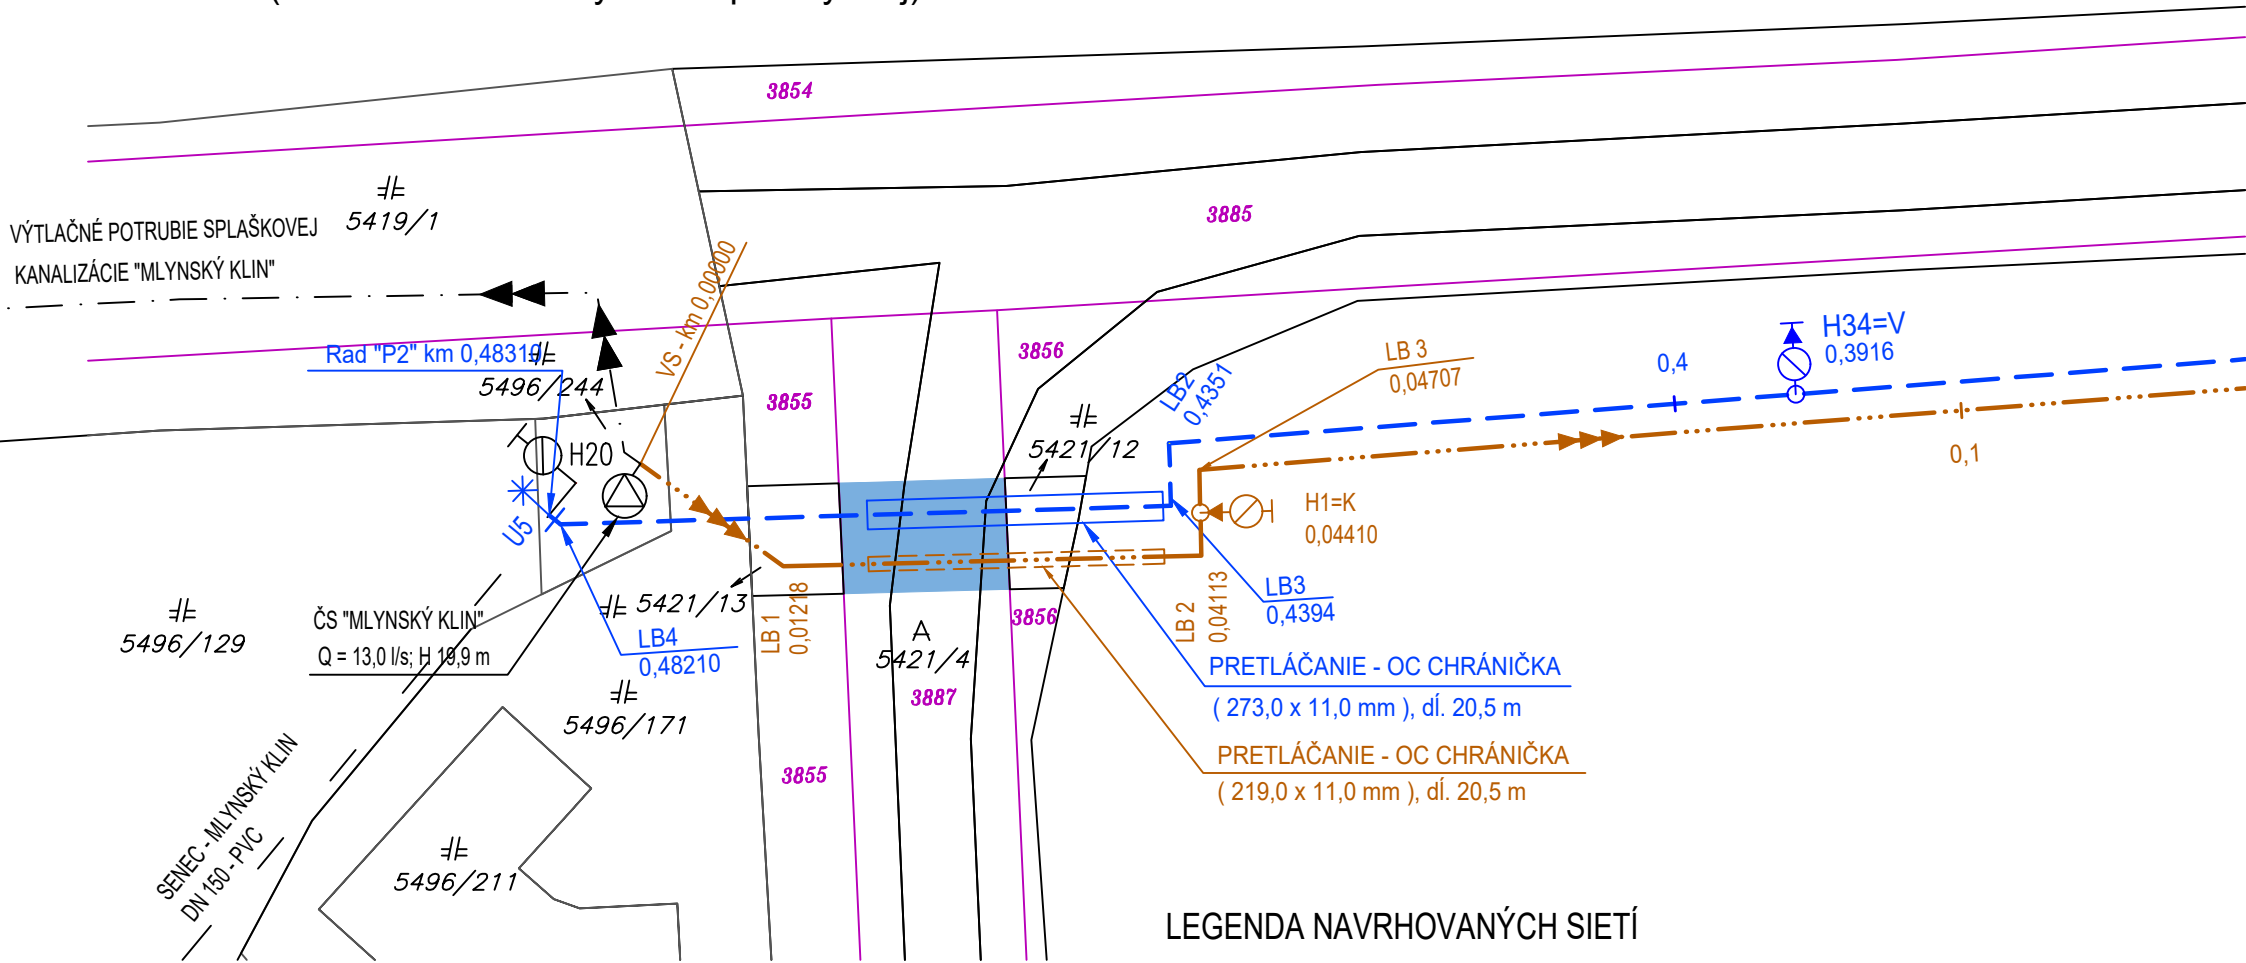 3854
5419/1
VÝTLAČNÉ POTRUBIE SPLAŠKOVEJ
KANALIZÁCIE "MLYNSKÝ KLIN"
3885
VS - km 0,00000
Rad "P2" km 0,48310
5496/244
3855
3856
LB2
0,4351
LB 3
0,04707
0,4
H34=V
0,3916
5421/12
H20
U5
H1=K
0,04410
0,1
5496/129
ČS "MLYNSKÝ KLIN"
Q = 13,0 l/s; H 19,9 m
5421/13
LB4
0,48210
LB 1
0,01218
A
5421/4
3887
3856
LB 2
0,04113
LB3
0,4394
PRETLÁČANIE - OC CHRÁNIČKA
( 273,0 x 11,0 mm ), dĺ. 20,5 m
5496/171
PRETLÁČANIE - OC CHRÁNIČKA
( 219,0 x 11,0 mm ), dĺ. 20,5 m
3855
SENEC - MLYNSKÝ KLIN
DN 150 - PVC
5496/211
LEGENDA NAVRHOVANÝCH SIETÍ